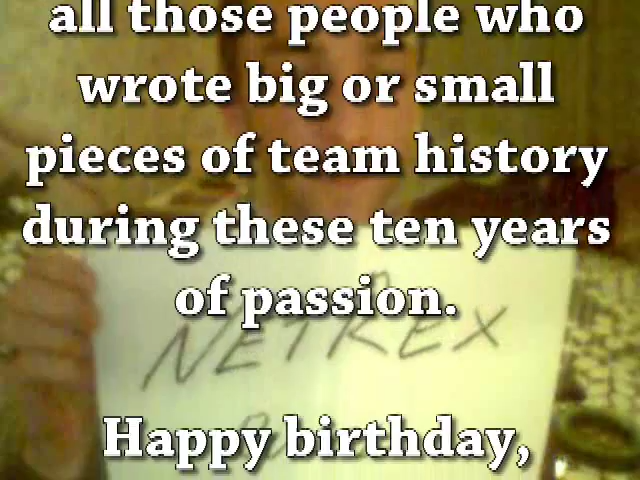 all those people who
wrote big or small
pieces of team history
during these ten years
of passion.
NETREX
Happy birthday,